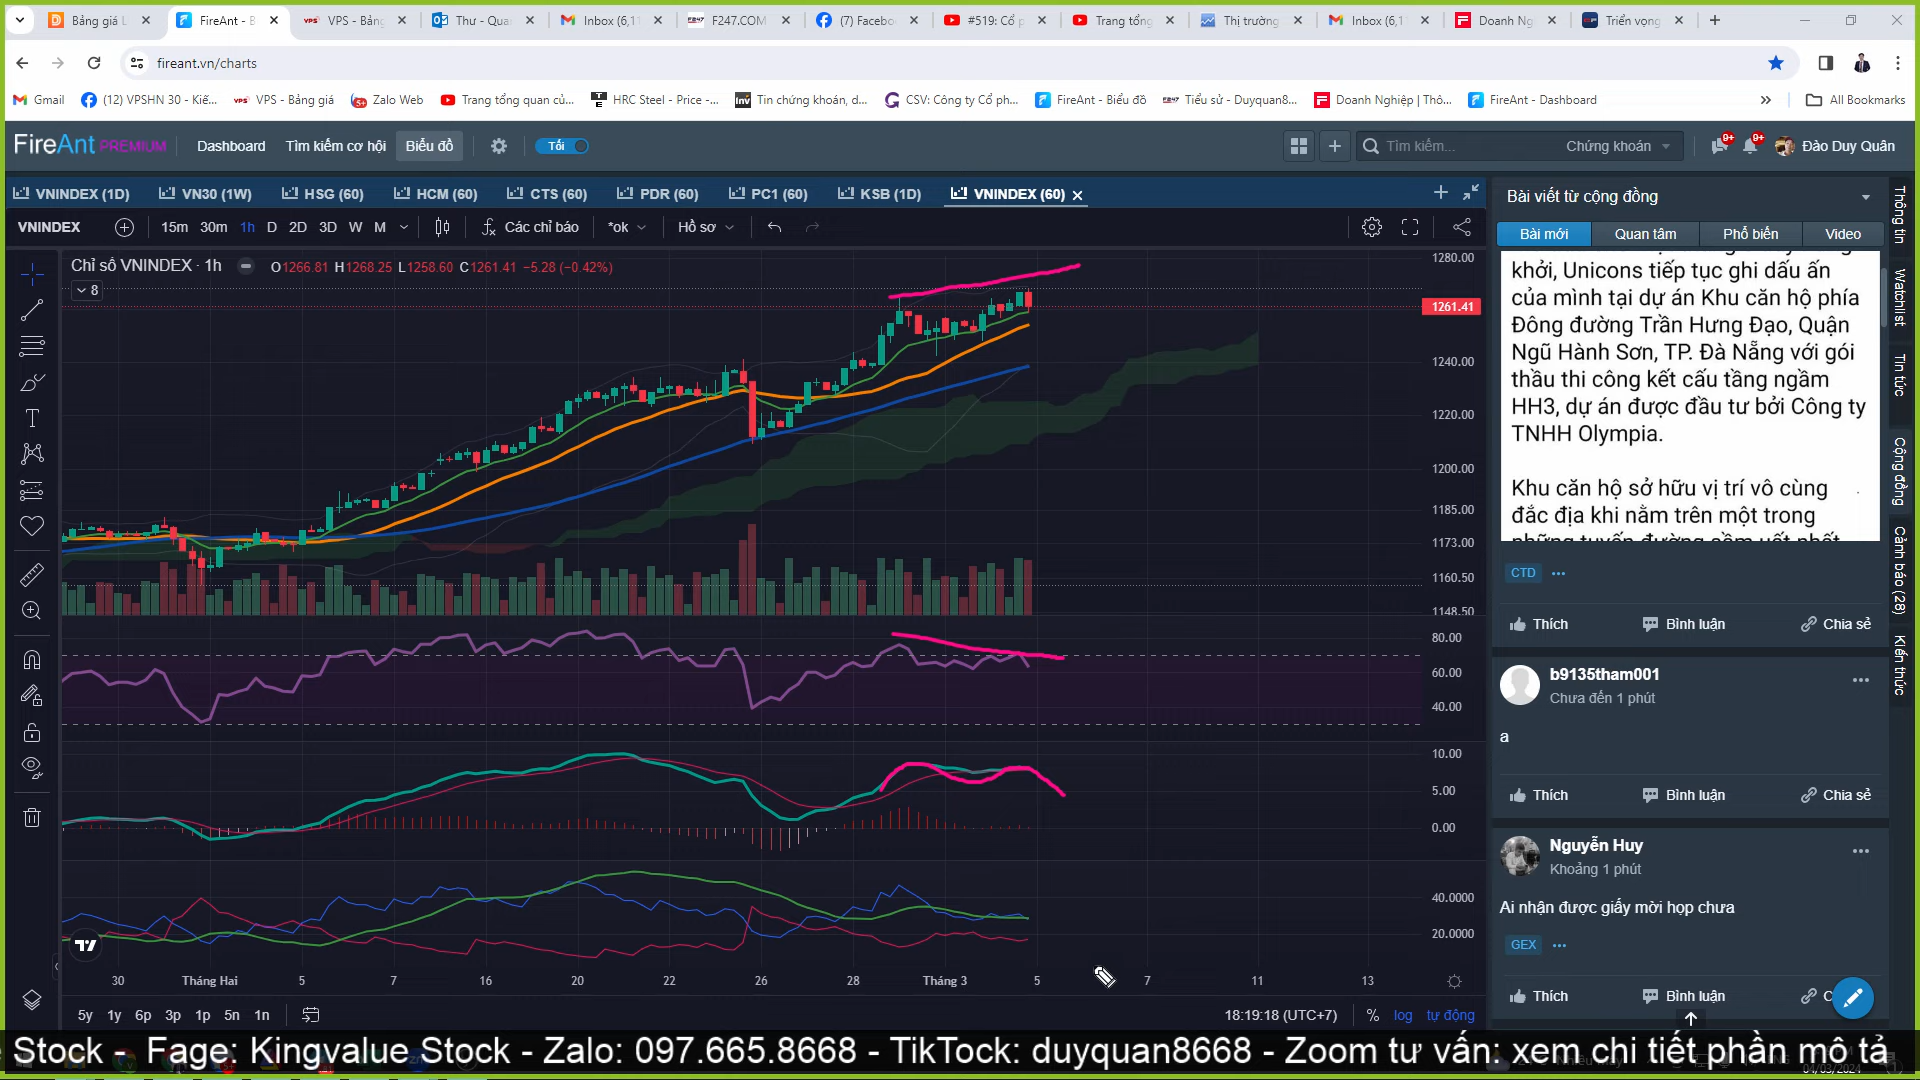 Bảng giá Li
FireAnt - B
VPS - Bảng
Thư - Quâ
Inbox (6,11
F247.COM
(7) Facebo
#519: Cổ p
Trang tổng
Thị trường
Inbox (6,1
Doanh Ng
Triển vọng
fireant.vn/charts
Gmail
(12) VPSHN 30 - Kiế...
VPS - Bảng giá
Zalo Web
Trang tổng quan củ...
HRC Steel - Price -...
Tin chứng khoán, d...
CSV: Công ty Cổ ph...
FireAnt - Biểu đồ
Tiểu sử - Duyquan8...
Doanh Nghiệp | Thô...
FireAnt - Dashboard
All Bookmarks
FireAnt PREMIUM
Dashboard
Tìm kiếm cơ hội
Biểu đồ
Tối
Tìm kiếm...
Chứng khoán
9+
9+
Đào Duy Quân
VNINDEX (1D)
VN30 (1W)
HSG (60)
HCM (60)
CTS (60)
PDR (60)
PC1 (60)
KSB (1D)
VNINDEX (60)
VNINDEX
15m 30m 1h D 2D 3D W M
Các chỉ báo
*ok
Hồ sơ
Chỉ số VNINDEX · 1h
O1266.81 H1268.25 L1258.60 C1261.41 −5.28 (−0.42%)
8
1280.00
1261.41
1240.00
1220.00
1200.00
1185.00
1173.00
1160.50
1148.50
80.00
60.00
40.00
10.00
5.00
0.00
40.0000
20.0000
30 Tháng Hai 5 7 16 20 22 26 28 Tháng 3 5 7 11 13
5y 1y 6p 3p 1p 5n 1n
18:19:18 (UTC+7)
% log tự động
Bài viết từ cộng đồng
Bài mới
Quan tâm
Phổ biến
Video
khởi, Unicons tiếp tục ghi dấu ấn
của mình tại dự án Khu căn hộ phía
Đông đường Trần Hưng Đạo, Quận
Ngũ Hành Sơn, TP. Đà Nẵng với gói
thầu thi công kết cấu tầng ngầm
HH3, dự án được đầu tư bởi Công ty
TNHH Olympia.
Khu căn hộ sở hữu vị trí vô cùng
đắc địa khi nằm trên một trong
những tuyến đường sầm uất nhất
CTD
Thích
Bình luận
Chia sẻ
b9135tham001
Chưa đến 1 phút
a
Thích
Bình luận
Chia sẻ
Nguyễn Huy
Khoảng 1 phút
Ai nhận được giấy mời họp chưa
GEX
Thích
Bình luận
C
Thông tin
Watchlist
Tin tức
Cộng đồng
Cảnh báo (28)
Kiến thức
Stock - Fage: Kingvalue Stock - Zalo: 097.665.8668 - TikTock: duyquan8668 - Zoom tư vấn: xem chi tiết phần mô tả
04/03/2024